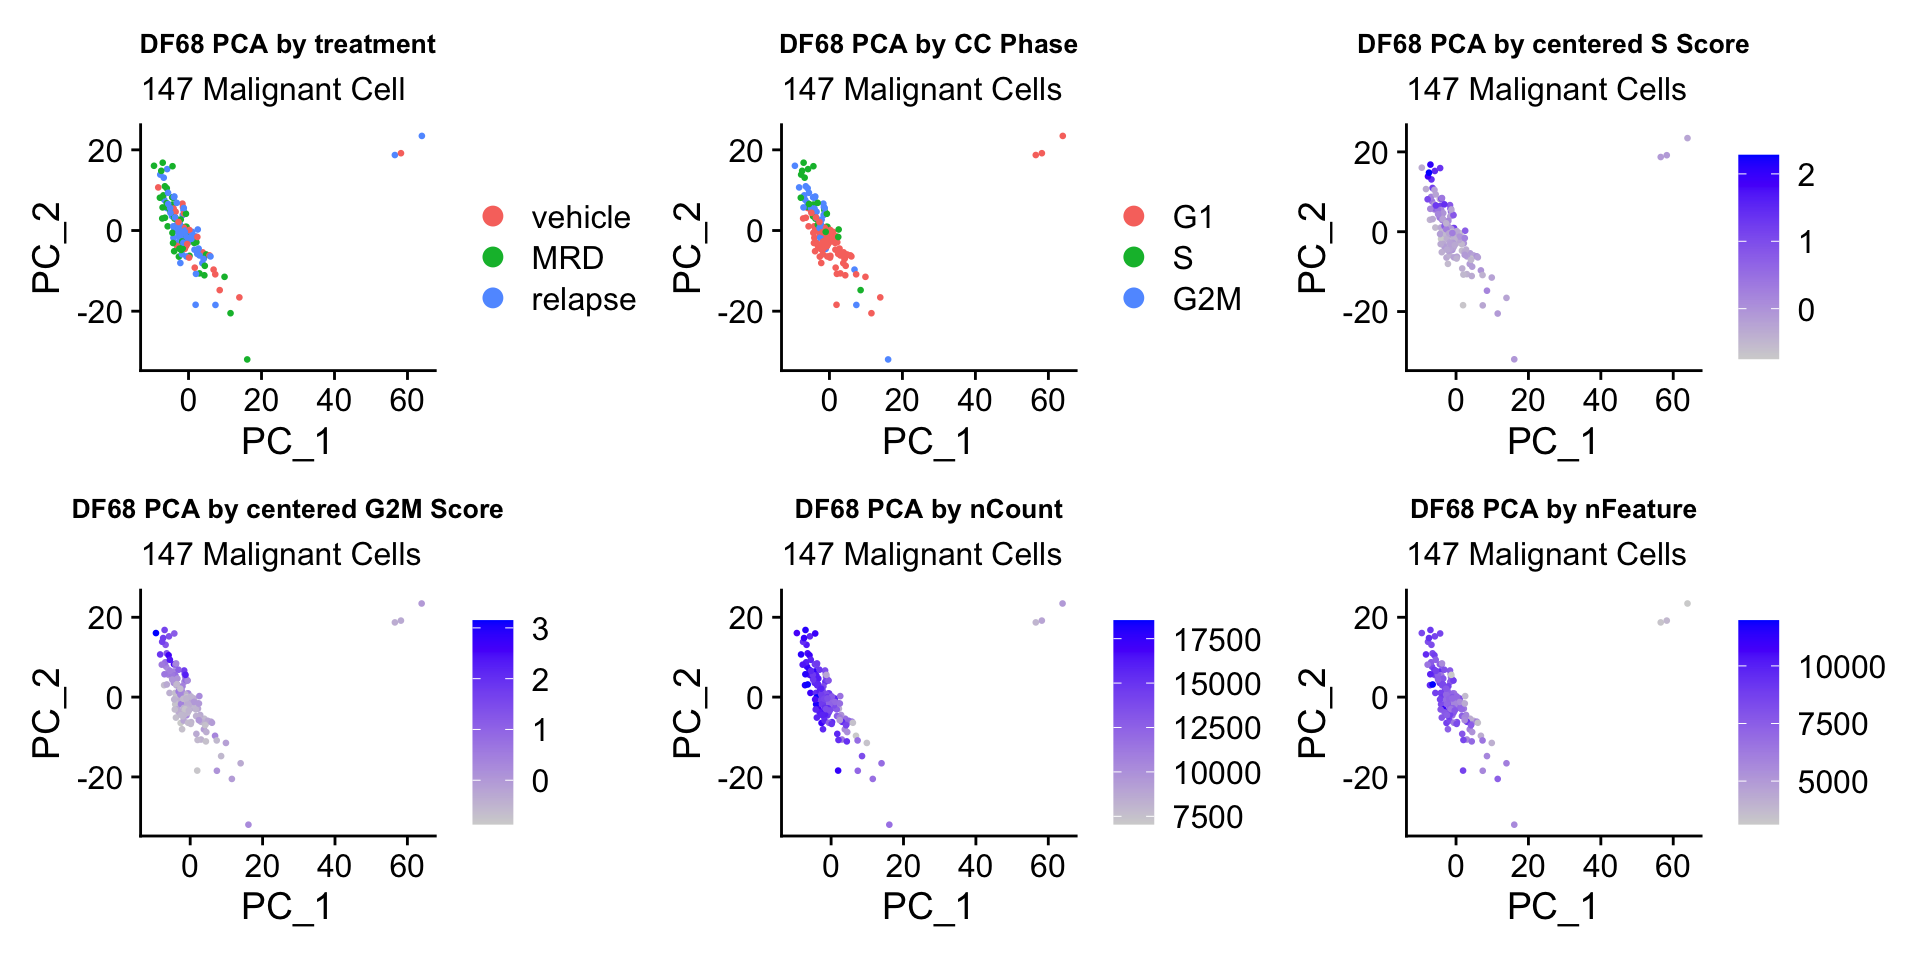 DF68 PCA by treatment
147 Malignant Cell
20
0
-20
0 20 40 60
PC_1
PC_2
vehicle
MRD
relapse
DF68 PCA by CC Phase
147 Malignant Cells
20
0
-20
0 20 40 60
PC_1
PC_2
G1
S
G2M
DF68 PCA by centered S Score
147 Malignant Cells
20
0
-20
0 20 40 60
PC_1
PC_2
2
1
0
DF68 PCA by centered G2M Score
147 Malignant Cells
20
0
-20
0 20 40 60
PC_1
PC_2
3
2
1
0
DF68 PCA by nCount
147 Malignant Cells
20
0
-20
0 20 40 60
PC_1
PC_2
17500
15000
12500
10000
7500
DF68 PCA by nFeature
147 Malignant Cells
20
0
-20
0 20 40 60
PC_1
PC_2
10000
7500
5000